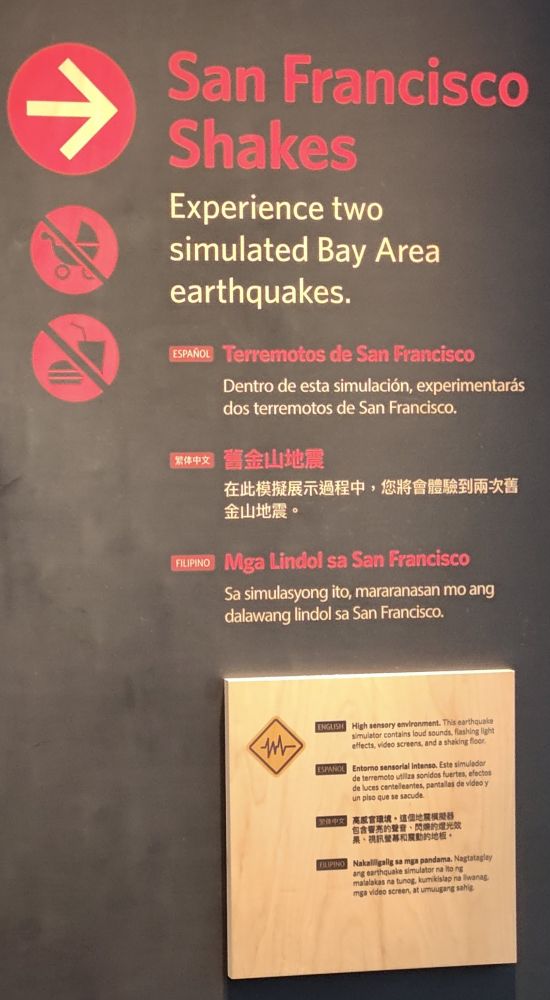 San Francisco
Shakes
Experience two
simulated Bay Area
earthquakes.
ESPAÑOL Terremotos de San Francisco
Dentro de esta simulación, experimentarás
dos terremotos de San Francisco.
繁体中文 舊金山地震
在此模擬展示過程中，您將會體驗到兩次舊
金山地震。
FILIPINO Mga Lindol sa San Francisco
Sa simulasyong ito, mararanasan mo ang
dalawang lindol sa San Francisco.
ENGLISH High sensory environment. This earthquake
simulator contains loud sounds, flashing light
effects, video screens, and a shaking floor.
ESPAÑOL Entorno sensorial intenso. Este simulador
de terremoto utiliza sonidos fuertes, efectos
de luces centelleantes, pantallas de video y
un piso que se sacude.
繁体中文 高感官環境。這個地震模擬器
包含響亮的聲音、閃爍的燈光效
果、視訊螢幕和震動的地板。
FILIPINO Nakaliligalig sa mga pandama. Nagtataglay
ang earthquake simulator na ito ng
malalakas na tunog, kumikislap na liwanag,
mga video screen, at umuugang sahig.